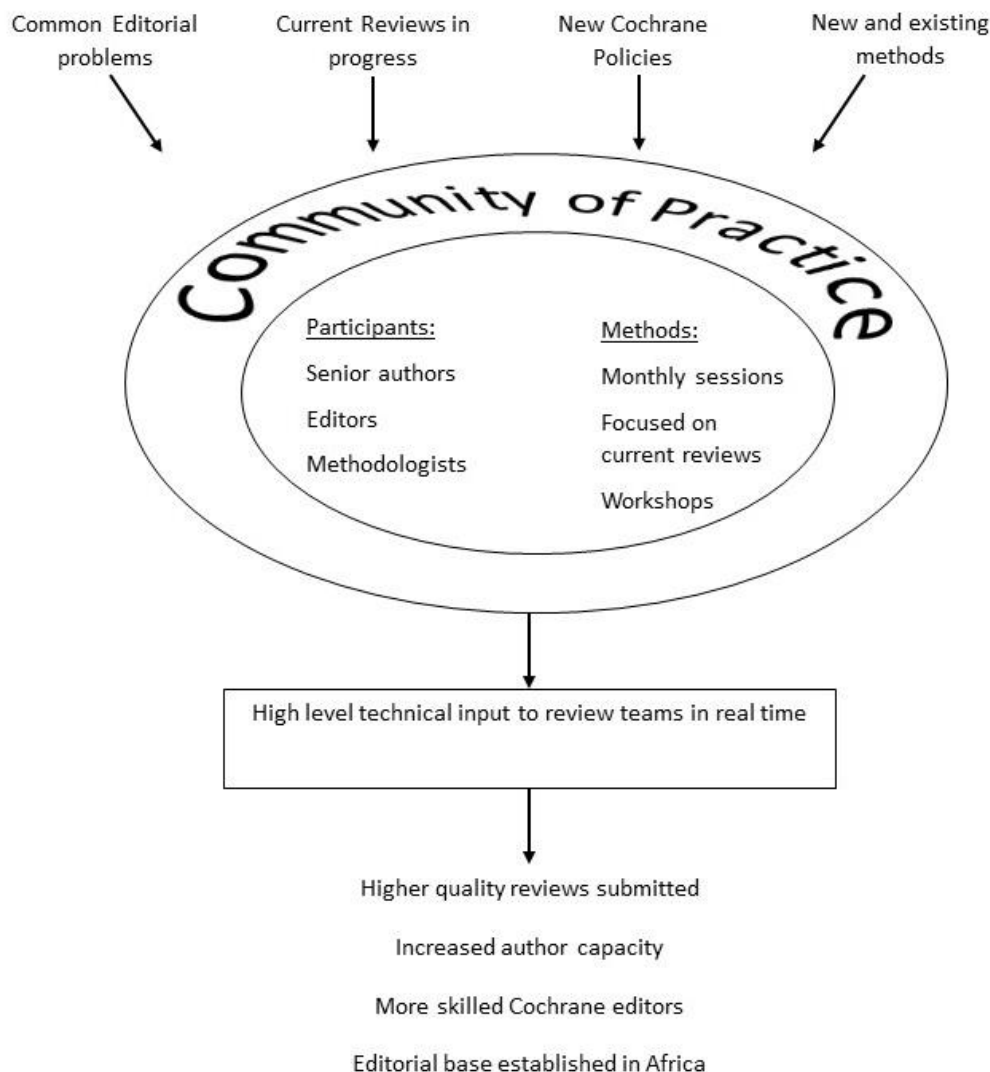 Common Editorial
problems
Current Reviews in
progress
New Cochrane
Policies
New and existing
methods
Community of Practice
Participants:
Senior authors
Editors
Methodologists
Methods:
Monthly sessions
Focused on
current reviews
Workshops
High level technical input to review teams in real time
Higher quality reviews submitted
Increased author capacity
More skilled Cochrane editors
Editorial base established in Africa